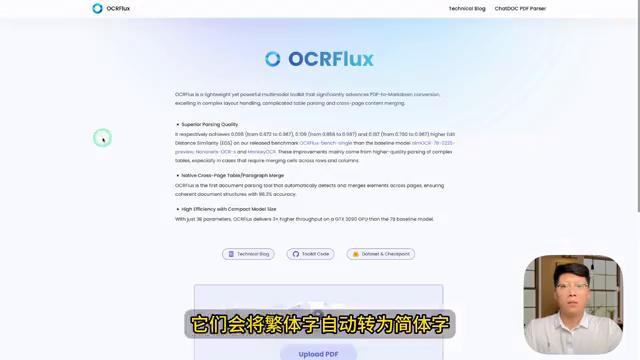 OCRFlux
Technical Blog
ChatDOC PDF Parser
OCRFlux
OCRFlux is a lightweight yet powerful multimodel toolkit that significantly advances PDF-to-Markdown conversion,
excelling in complex layout handling, complicated table parsing and cross-page content merging.
Superior Parsing Quality
It respectively achieves 0.095 (from 0.872 to 0.967), 0.109 (from 0.858 to 0.967) and 0.187 (from 0.780 to 0.967) higher Edit
Distance Similarity (EDS) on our released benchmark OCRFlux-bench-single than the baseline model olmOCR-7B-0225-
preview, Nanonets-OCR-s and MonkeyOCR. These improvements mainly come from higher-quality parsing of complex
tables, especially in cases that require merging cells across rows and columns.
Native Cross-Page Table/Paragraph Merge
OCRFlux is the first document parsing tool that automatically detects and merges elements across pages, ensuring
coherent document structures with 98.3% accuracy.
High Efficiency with Compact Model Size
With just 3B parameters, OCRFlux delivers 3× higher throughput on a GTX 3090 GPU than the 7B baseline model.
Technical Blog
Toolkit Code
Dataset & Checkpoint
它们会将繁体字自动转为简体字
Upload PDF